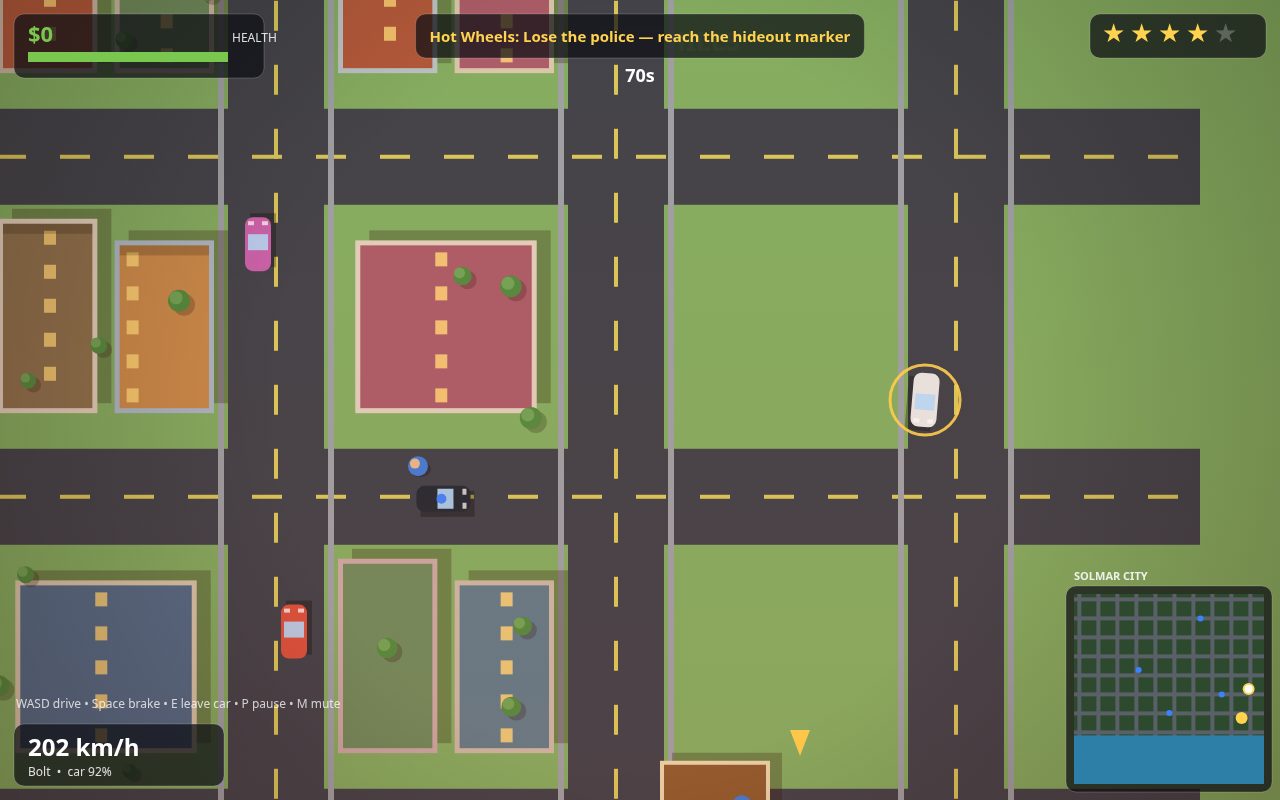 $0
HEALTH
Hot Wheels: Lose the police — reach the hideout marker
70s
SOLMAR CITY
WASD drive • Space brake • E leave car • P pause • M mute
202 km/h
Bolt • car 92%